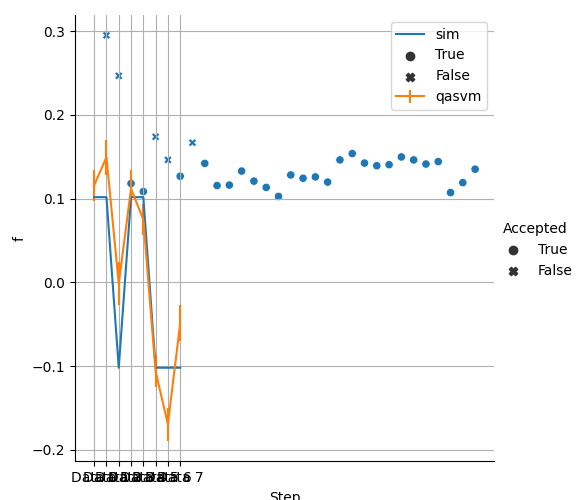 0.3
0.2
0.1
0.0
−0.1
−0.2
f
sim
True
False
qasvm
Accepted
True
False
7
Step